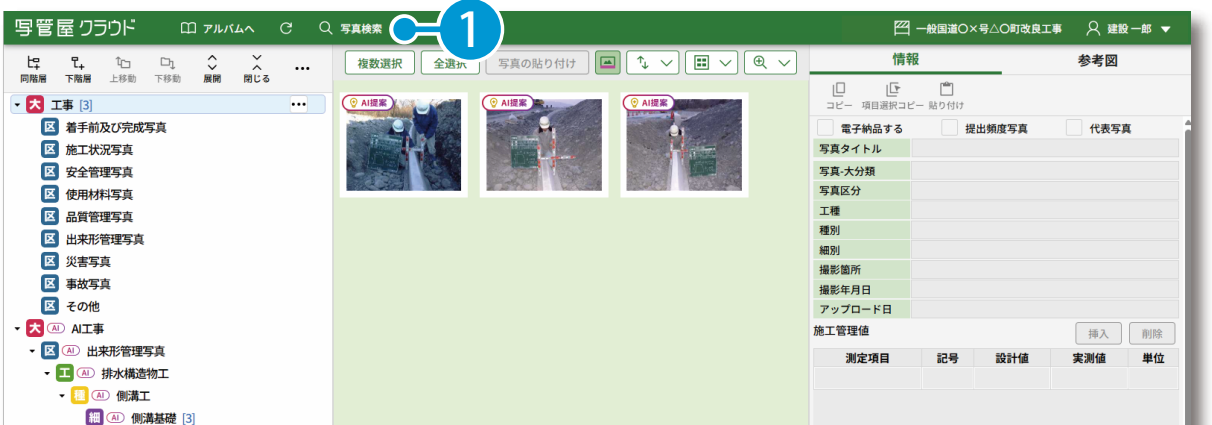 写管屋クラウド アルバムへ 写真検索 1 一般国道〇×号△〇町改良工事 建設 一郎
同階層 下階層 上移動 下移動 展開 閉じる
複数選択 全選択 写真の貼り付け
情報 参考図
コピー 項目選択コピー 貼り付け
大 工事 [3]
区 着手前及び完成写真
区 施工状況写真
区 安全管理写真
区 使用材料写真
区 品質管理写真
区 出来形管理写真
区 災害写真
区 事故写真
区 その他
大 AI AI工事
区 AI 出来形管理写真
工 AI 排水構造物工
種 AI 側溝工
細 AI 側溝基礎 [3]
AI提案 AI提案 AI提案
電子納品する 提出頻度写真 代表写真
写真タイトル
写真-大分類
写真区分
工種
種別
細別
撮影箇所
撮影年月日
アップロード日
施工管理値 挿入 削除
測定項目 記号 設計値 実測値 単位